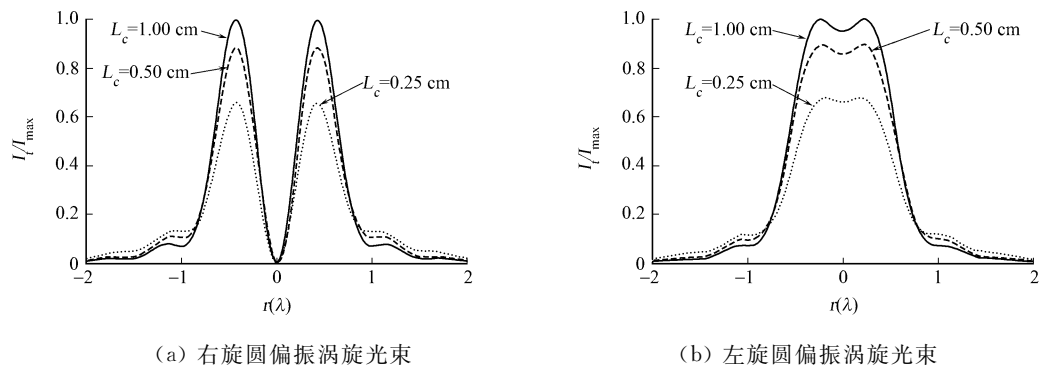 I_t/I_max
1.0
0.8
0.6
0.4
0.2
0
L_c=1.00 cm
L_c=0.50 cm
L_c=0.25 cm
−2 −1 0 1 2
r(λ)
(a) 右旋圆偏振涡旋光束
I_t/I_max
1.0
0.8
0.6
0.4
0.2
0
L_c=1.00 cm
L_c=0.50 cm
L_c=0.25 cm
−2 −1 0 1 2
r(λ)
(b) 左旋圆偏振涡旋光束